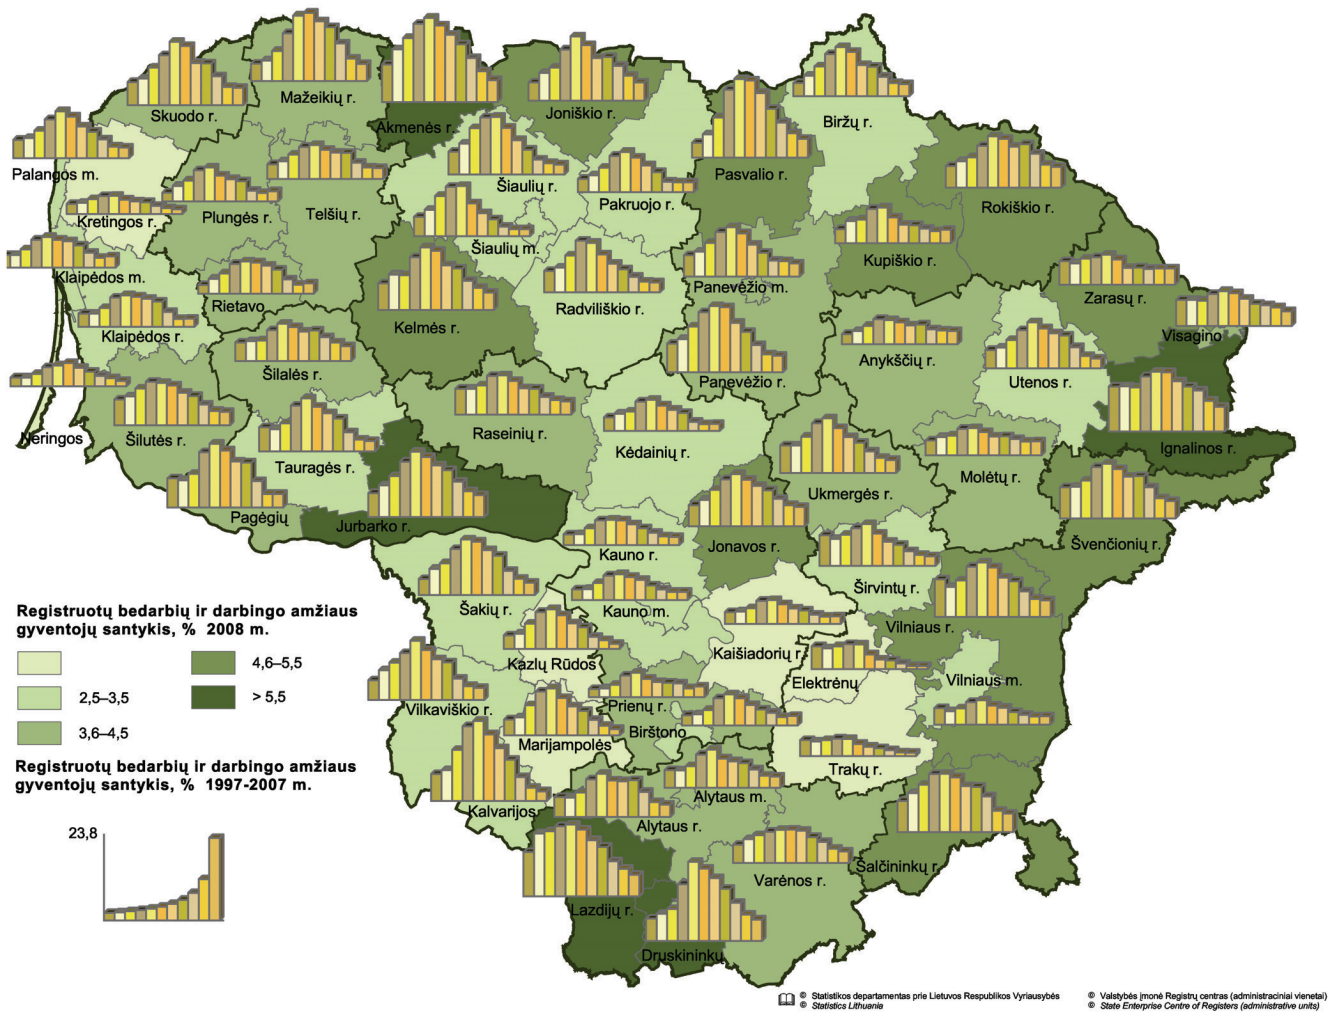 Skuodo r.
Mažeikių r.
Akmenės r.
Joniškio r.
Biržų r.
Palangos m.
Kretingos r.
Plungės r.
Telšių r.
Šiaulių r.
Pakruojo r.
Pasvalio r.
Rokiškio r.
Klaipėdos m.
Šiaulių m.
Kupiškio r.
Rietavo
Radviliškio r.
Panevėžio m.
Zarasų r.
Klaipėdos r.
Kelmės r.
Visagino
Šilalės r.
Panevėžio r.
Anykščių r.
Utenos r.
Neringos
Šilutės r.
Raseinių r.
Kėdainių r.
Ignalinos r.
Tauragės r.
Ukmergės r.
Molėtų r.
Pagėgių
Jurbarko r.
Kauno r.
Jonavos r.
Švenčionių r.
Širvintų r.
Šakių r.
Kauno m.
Vilniaus r.
Kazlų Rūdos
Kaišiadorių r.
Elektrėnų
Vilniaus m.
Vilkaviškio r.
Prienų r.
Birštono
Marijampolės
Trakų r.
Kalvarijos
Alytaus m.
Alytaus r.
Varėnos r.
Šalčininkų r.
Lazdijų r.
Druskininkų
Registruotų bedarbių ir darbingo amžiaus
gyventojų santykis, % 2008 m.
4,6–5,5
2,5–3,5
> 5,5
3,6–4,5
Registruotų bedarbių ir darbingo amžiaus
gyventojų santykis, % 1997-2007 m.
23,8
© Statistikos departamentas prie Lietuvos Respublikos Vyriausybės
© Statistics Lithuania
© Valstybės įmonė Registrų centras (administraciniai vienetai)
© State Enterprise Centre of Registers (administrative units)